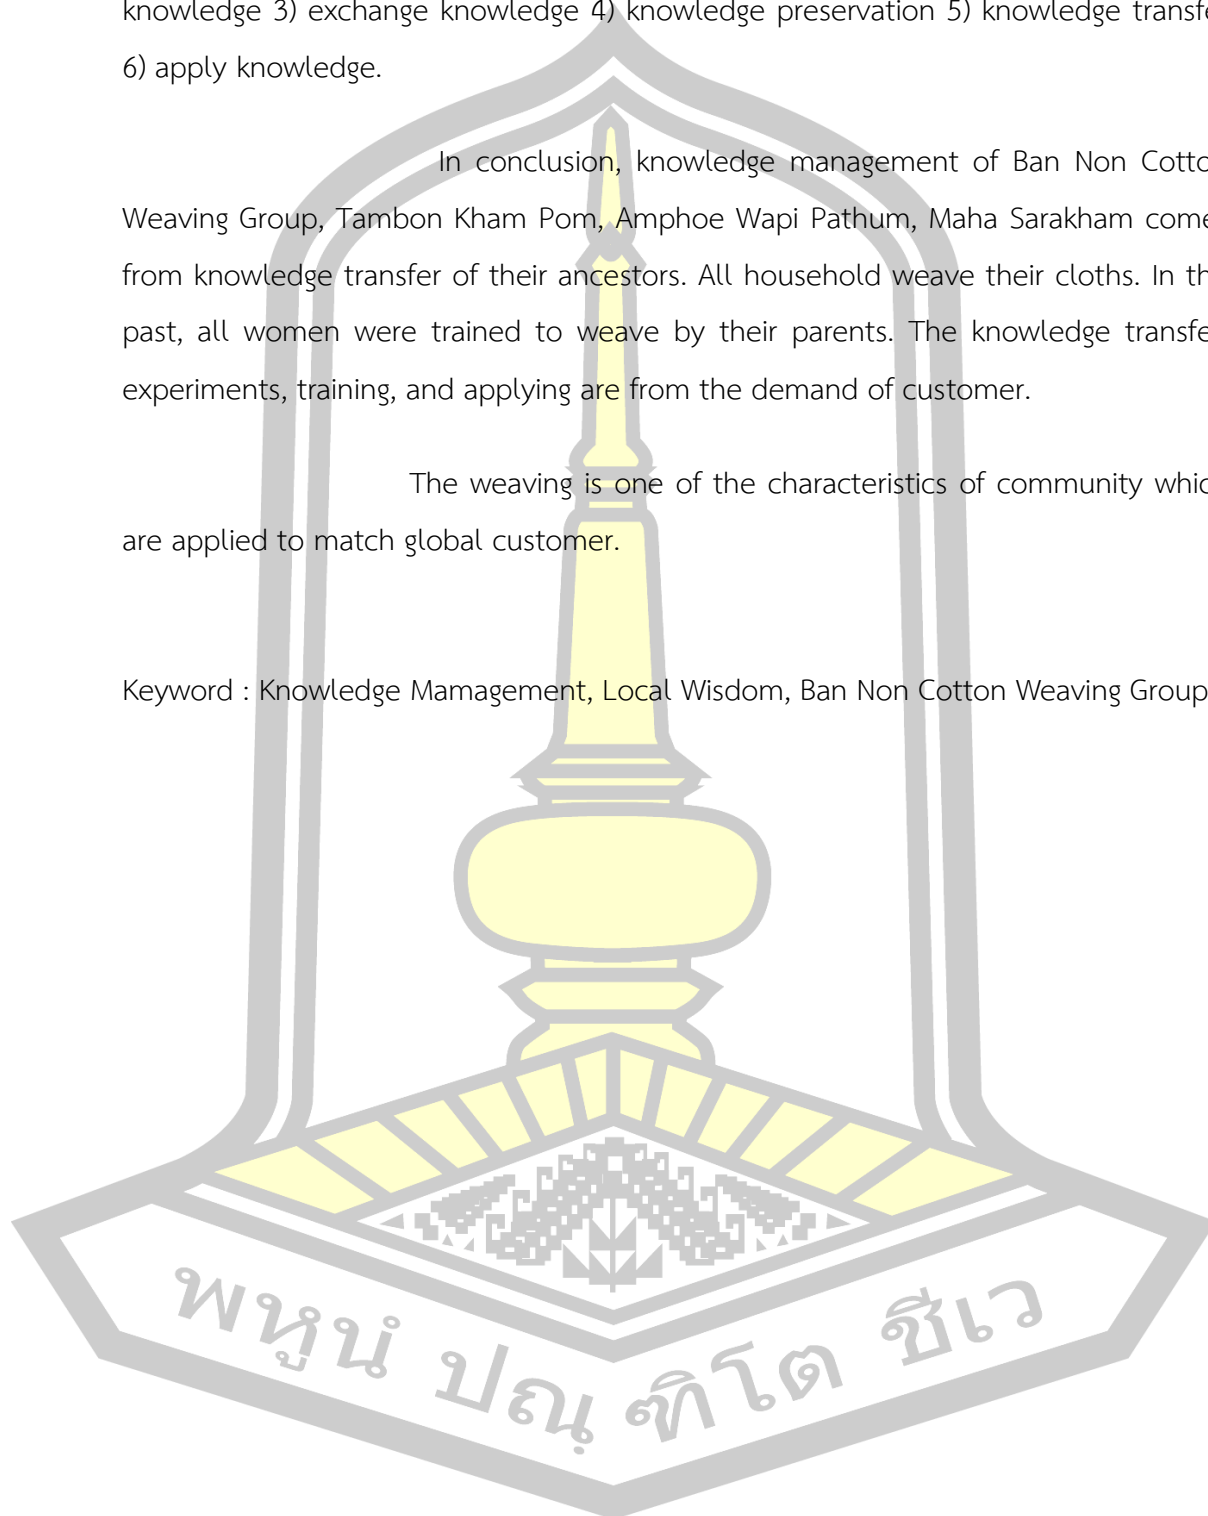 knowledge 3) exchange knowledge 4) knowledge preservation 5) knowledge transfe
6) apply knowledge.
In conclusion, knowledge management of Ban Non Cotto
Weaving Group, Tambon Kham Pom, Amphoe Wapi Pathum, Maha Sarakham come
from knowledge transfer of their ancestors. All household weave their cloths. In th
past, all women were trained to weave by their parents. The knowledge transfe
experiments, training, and applying are from the demand of customer.
The weaving is one of the characteristics of community whic
are applied to match global customer.
Keyword : Knowledge Mamagement, Local Wisdom, Ban Non Cotton Weaving Group
พหูนํ ปณฺฑิโต ชีเว